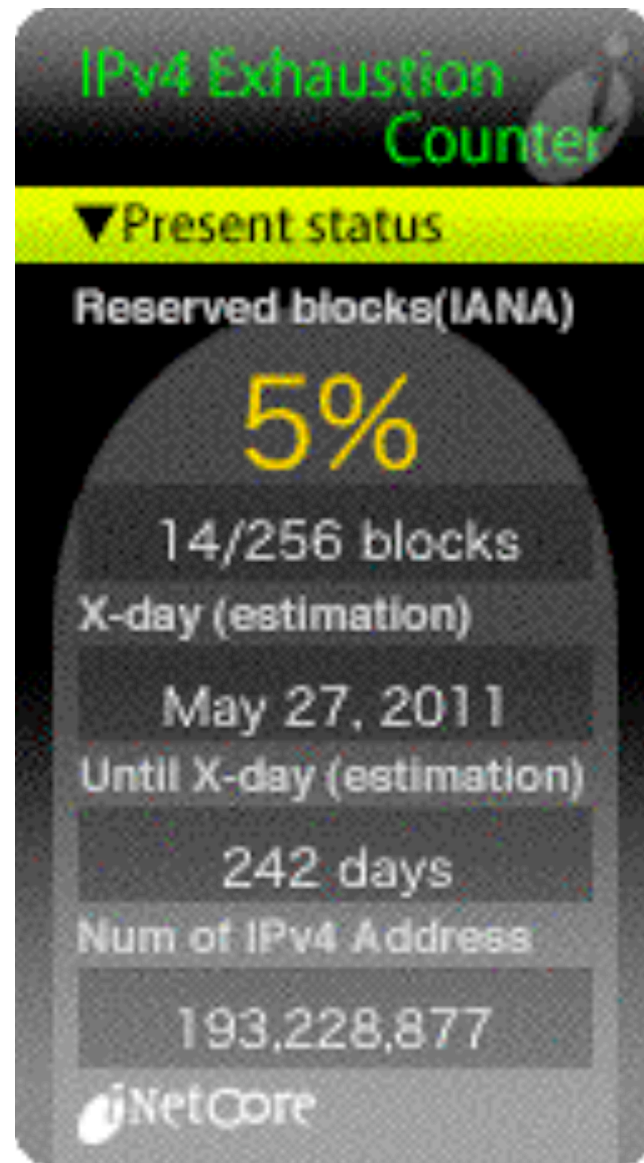 IPv4 Exhaustion
Counter
▼Present status
Reserved blocks(IANA)
5%
14/256 blocks
X-day (estimation)
May 27, 2011
Until X-day (estimation)
242 days
Num of IPv4 Address
193,228,877
iNetCore